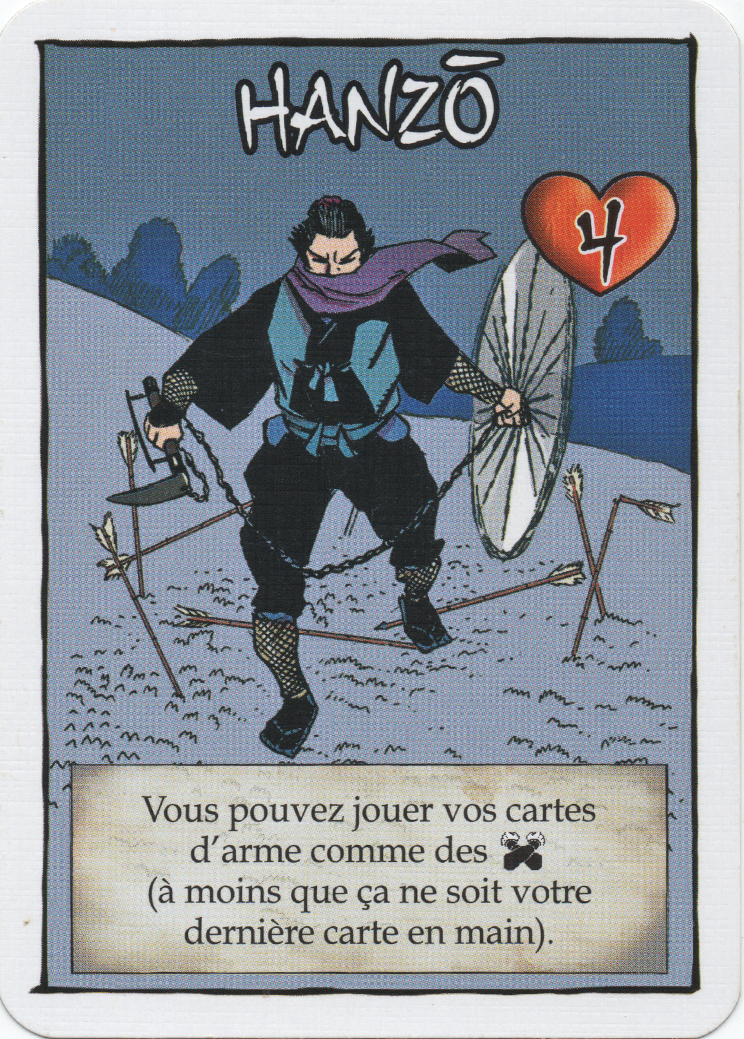 HANZŌ
4
Vous pouvez jouer vos cartes
d'arme comme des
(à moins que ça ne soit votre
dernière carte en main).